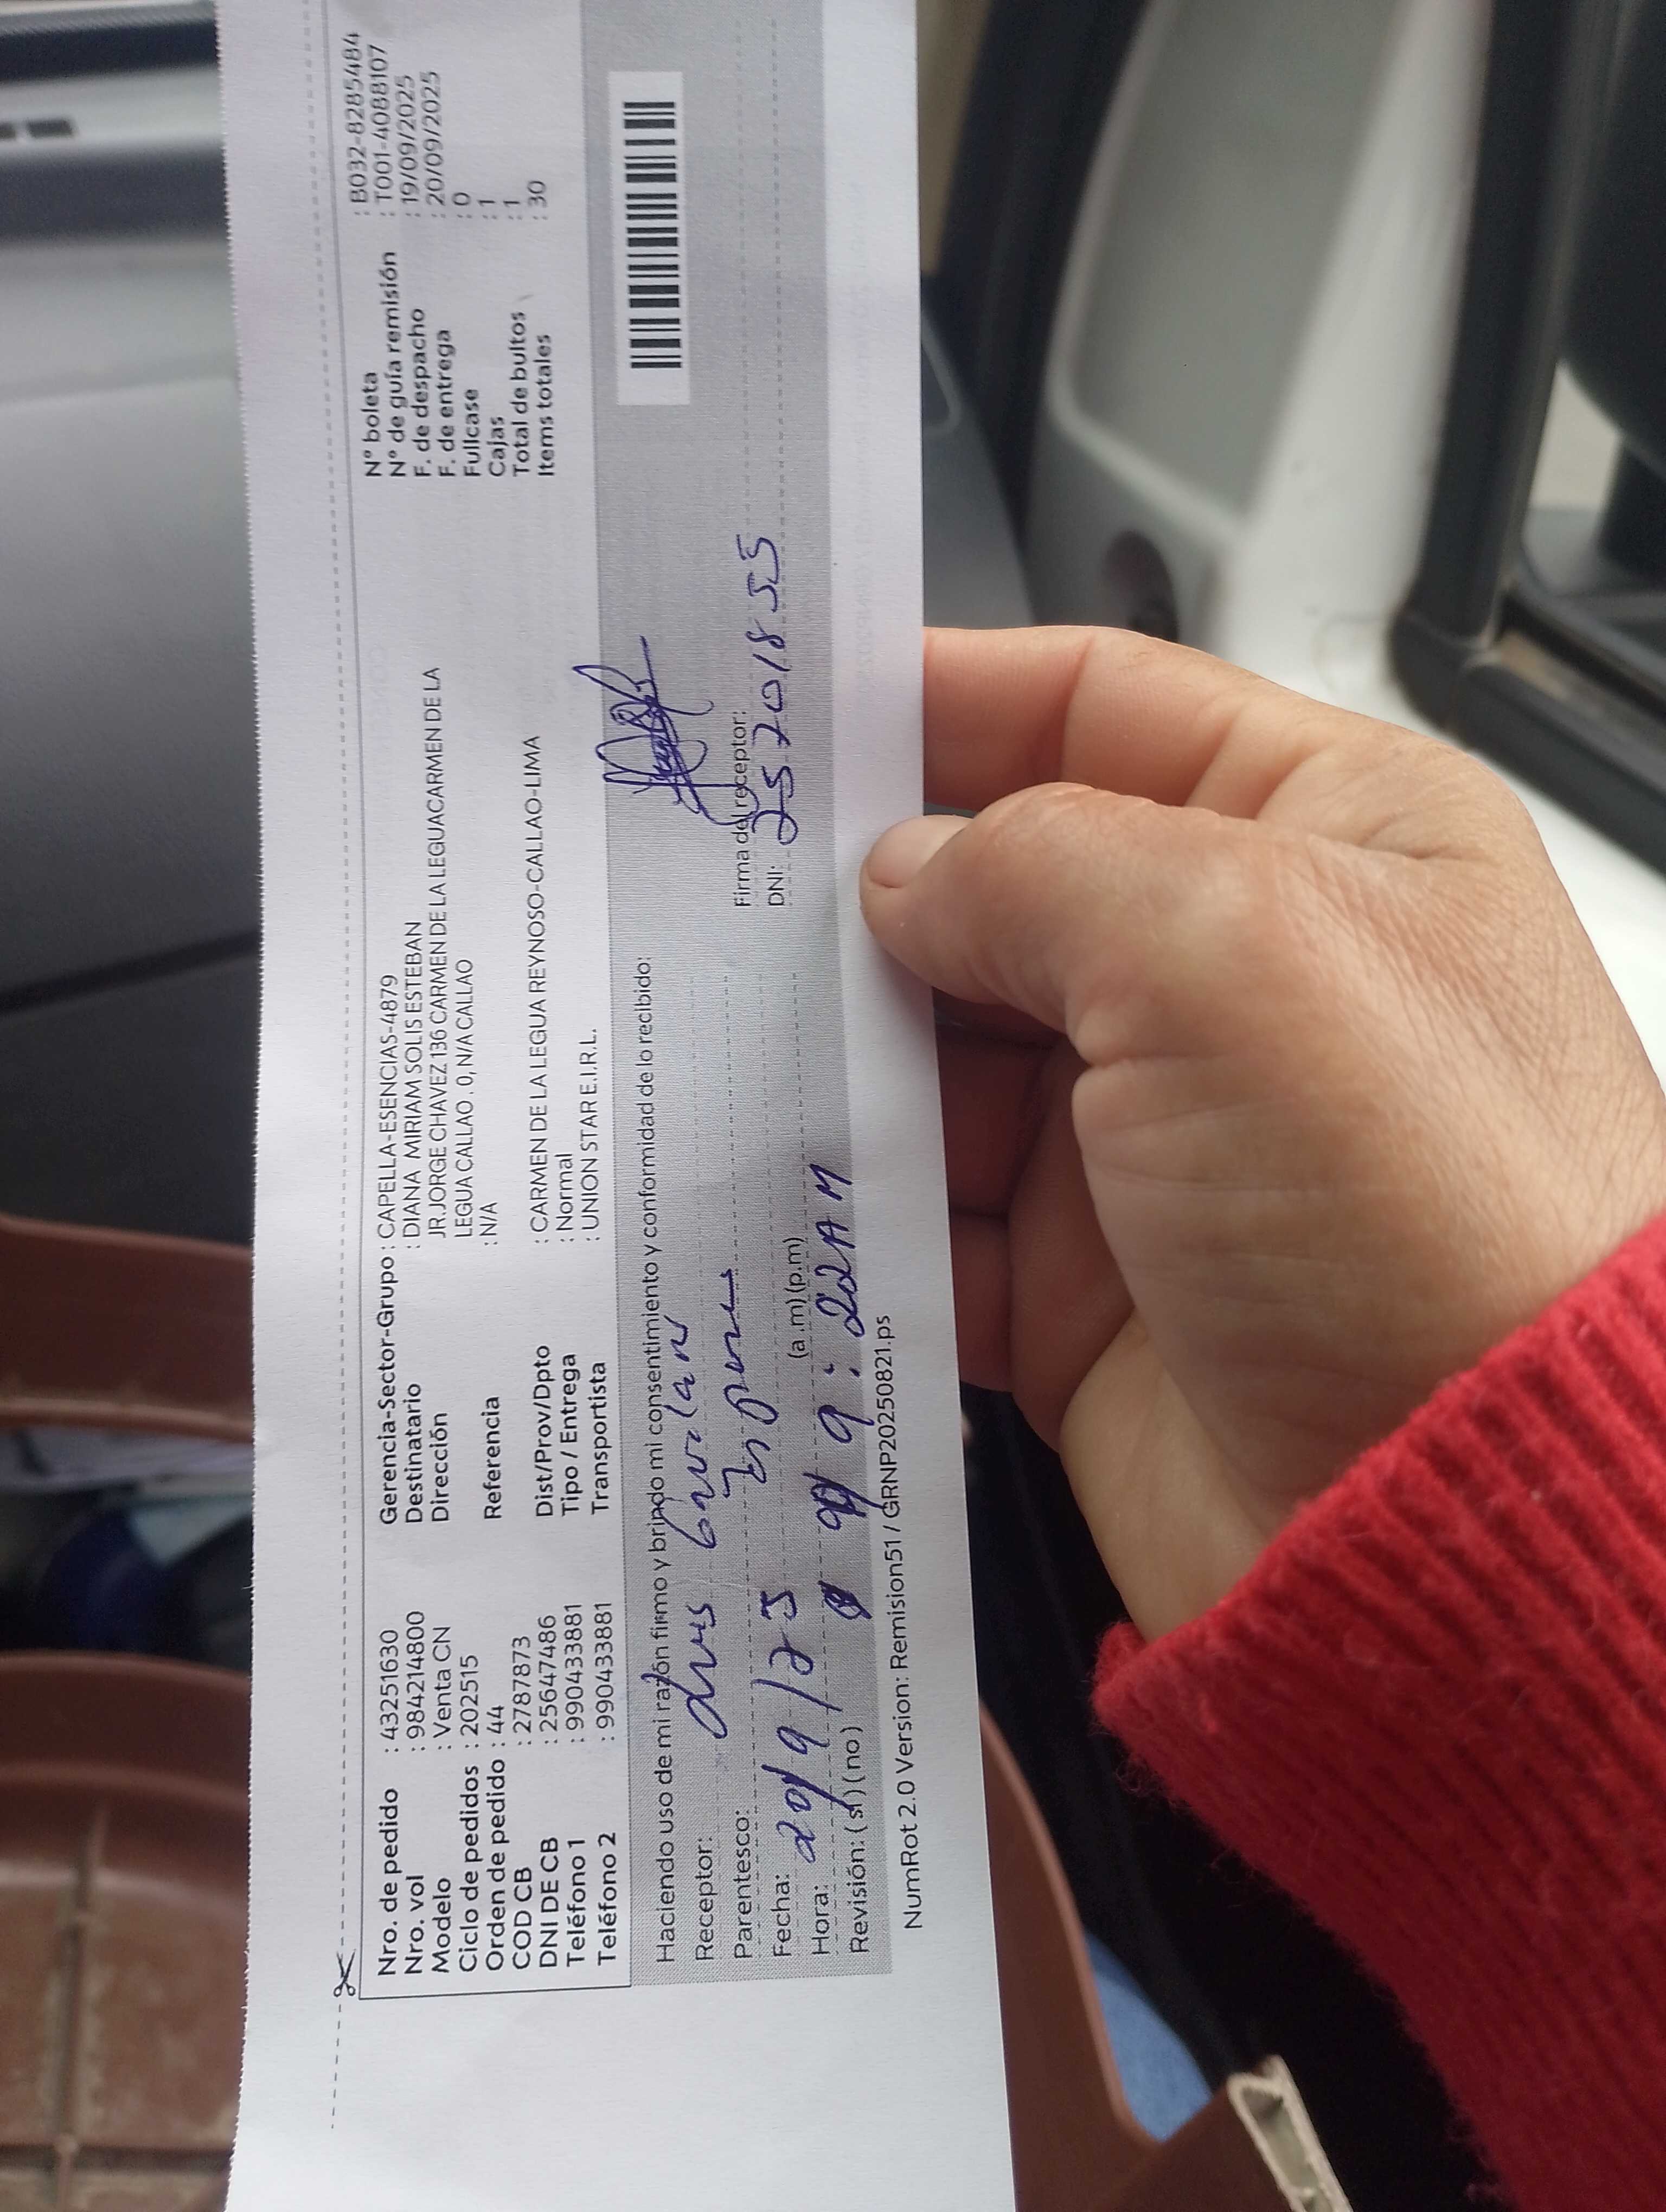 Nro. de pedido : 43251630
Nro. vol : 984214800
Modelo : Venta CN
Ciclo de pedidos : 202515
Orden de pedido : 44
COD CB : 2787873
DNI DE CB : 25647486
Teléfono 1 : 990433881
Teléfono 2 : 990433881
Gerencia-Sector-Grupo : CAPELLA-ESENCIAS-4879
Destinatario : DIANA MIRIAM SOLIS ESTEBAN
Dirección JR.JORGE CHAVEZ 136 CARMEN DE LA LEGUACARMEN DE LA
LEGUA CALLAO . 0, N/A CALLAO
Referencia : N/A
Dist/Prov/Dpto : CARMEN DE LA LEGUA REYNOSO-CALLAO-LIMA
Tipo / Entrega : Normal
Transportista : UNION STAR E.I.R.L.
N° boleta : B032-8285484
N° de guía remisión : T001-4088107
F. de despacho : 19/09/2025
F. de entrega : 20/09/2025
Fullcase : 0
Cajas : 1
Total de bultos : 1
Items totales : 30
Haciendo uso de mi razón firmo y brindo mi consentimiento y conformidad de lo recibido:
Receptor:
Parentesco:
Fecha: 20/9/25
Hora: 9:22AM (a.m) (p.m)
Revisión: (si) (no)
Firma del receptor:
DNI: 257201855
NumRot 2.0 Version: Remision51 / GRNP20250821.ps